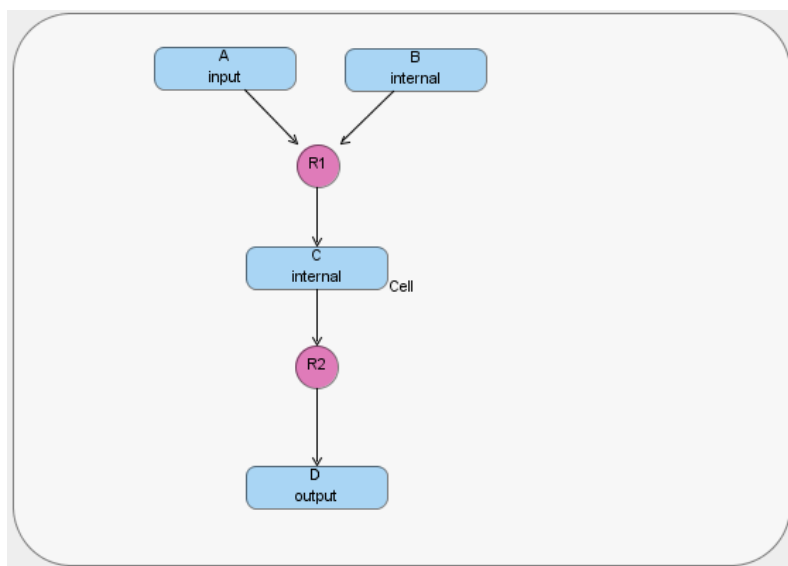 A
input
B
internal
R1
C
internal
Cell
R2
D
output